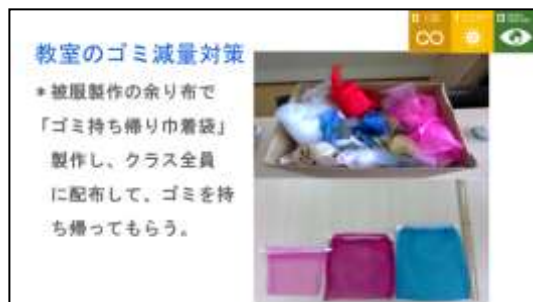 教室のゴミ減量対策
＊被服製作の余り布で
「ゴミ持ち帰り巾着袋」
製作し、クラス全員
に配布して、ゴミを持
ち帰ってもらう。